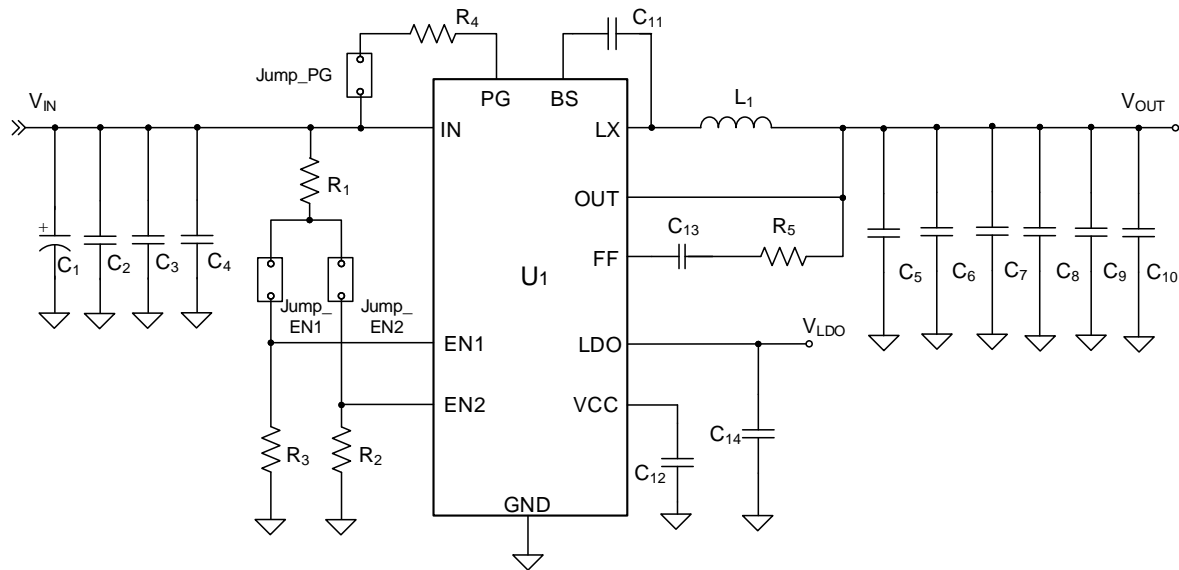 R4
C11
Jump_PG
PG
BS
L1
VIN
VOUT
IN
LX
R1
OUT
C13
R5
FF
U1
C1
C2
C3
C4
C5
C6
C7
C8
C9
C10
Jump_
EN1
Jump_
EN2
VLDO
EN1
LDO
EN2
VCC
R3
R2
C12
C14
GND
+